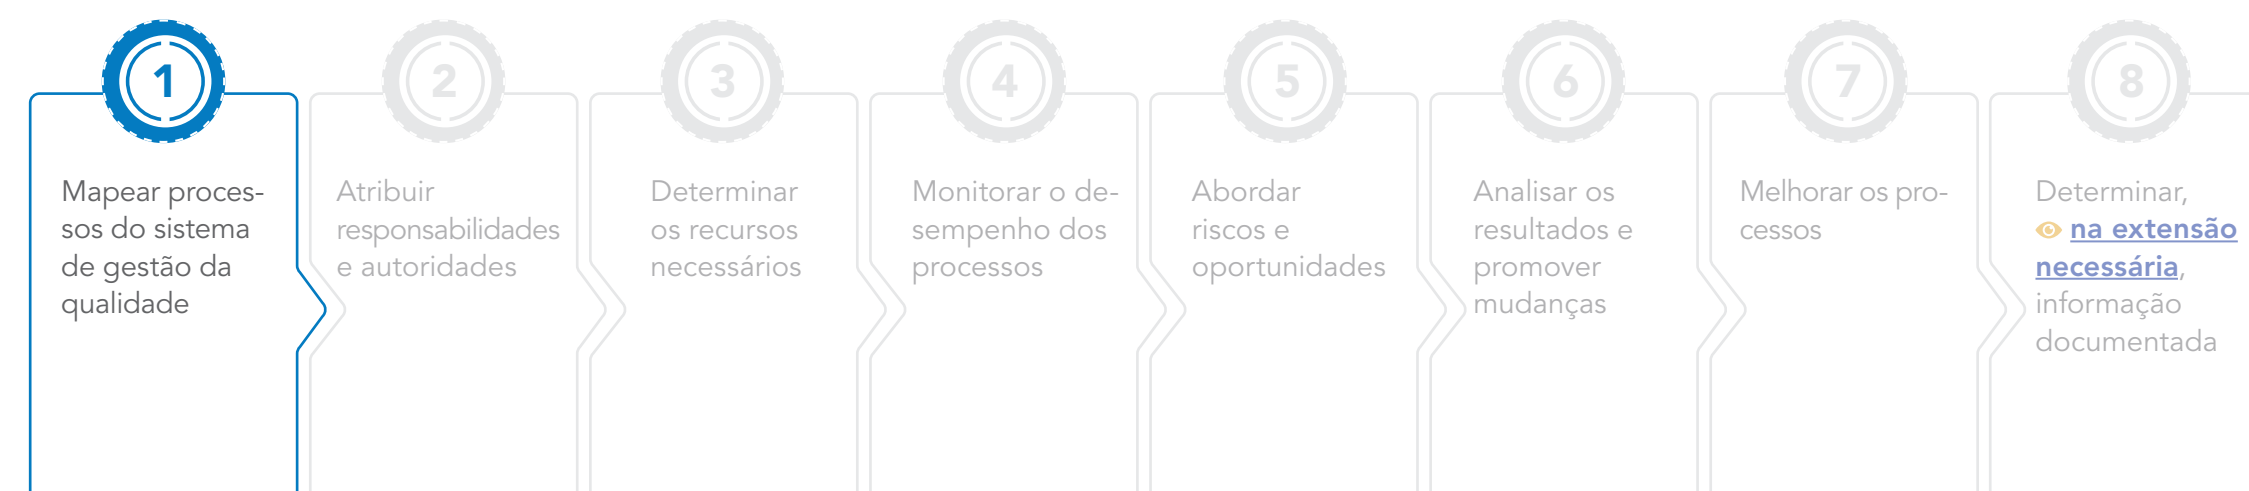 1
Mapear proces-
sos do sistema
de gestão da
qualidade
2
Atribuir
responsabilidades
e autoridades
3
Determinar
os recursos
necessários
4
Monitorar o de-
sempenho dos
processos
5
Abordar
riscos e
oportunidades
6
Analisar os
resultados e
promover
mudanças
7
Melhorar os pro-
cessos
8
Determinar,
na extensão
necessária,
informação
documentada